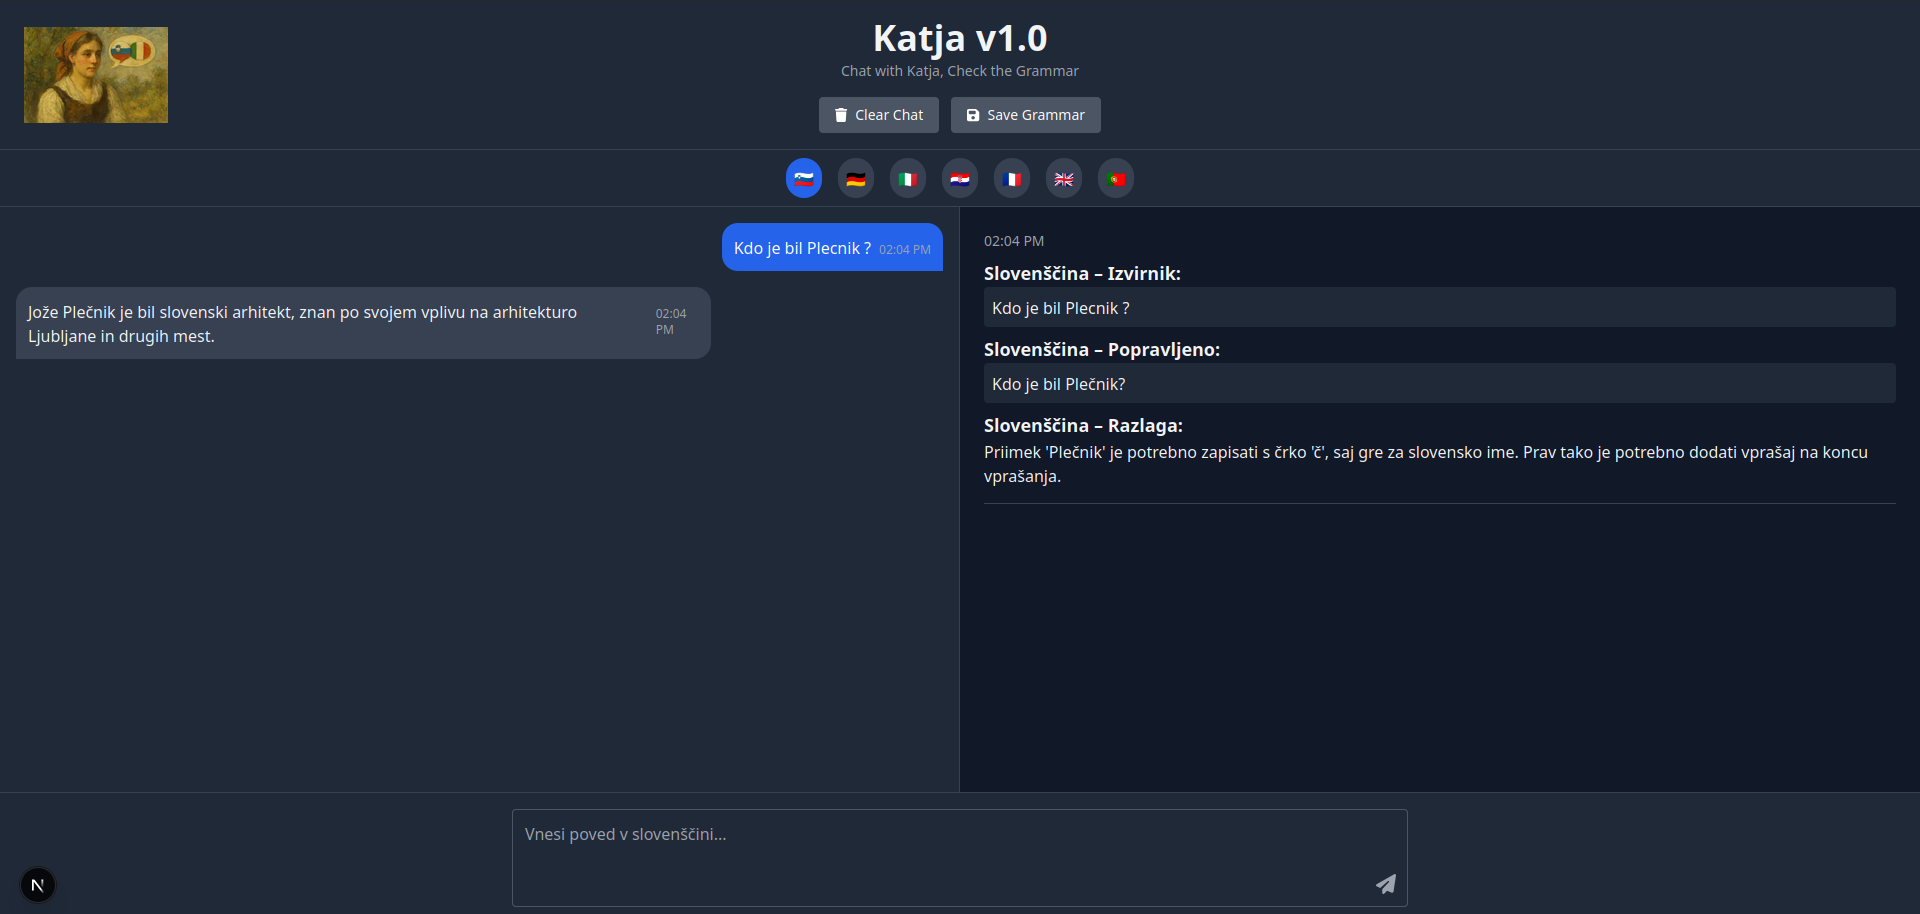 Katja v1.0
Chat with Katja, Check the Grammar
Clear Chat
Save Grammar
Kdo je bil Plecnik ? 02:04 PM
Jože Plečnik je bil slovenski arhitekt, znan po svojem vplivu na arhitekturo
Ljubljane in drugih mest.
02:04
PM
02:04 PM
Slovenščina – Izvirnik:
Kdo je bil Plecnik ?
Slovenščina – Popravljeno:
Kdo je bil Plečnik?
Slovenščina – Razlaga:
Priimek 'Plečnik' je potrebno zapisati s črko 'č', saj gre za slovensko ime. Prav tako je potrebno dodati vprašaj na koncu
vprašanja.
Vnesi poved v slovenščini...
N